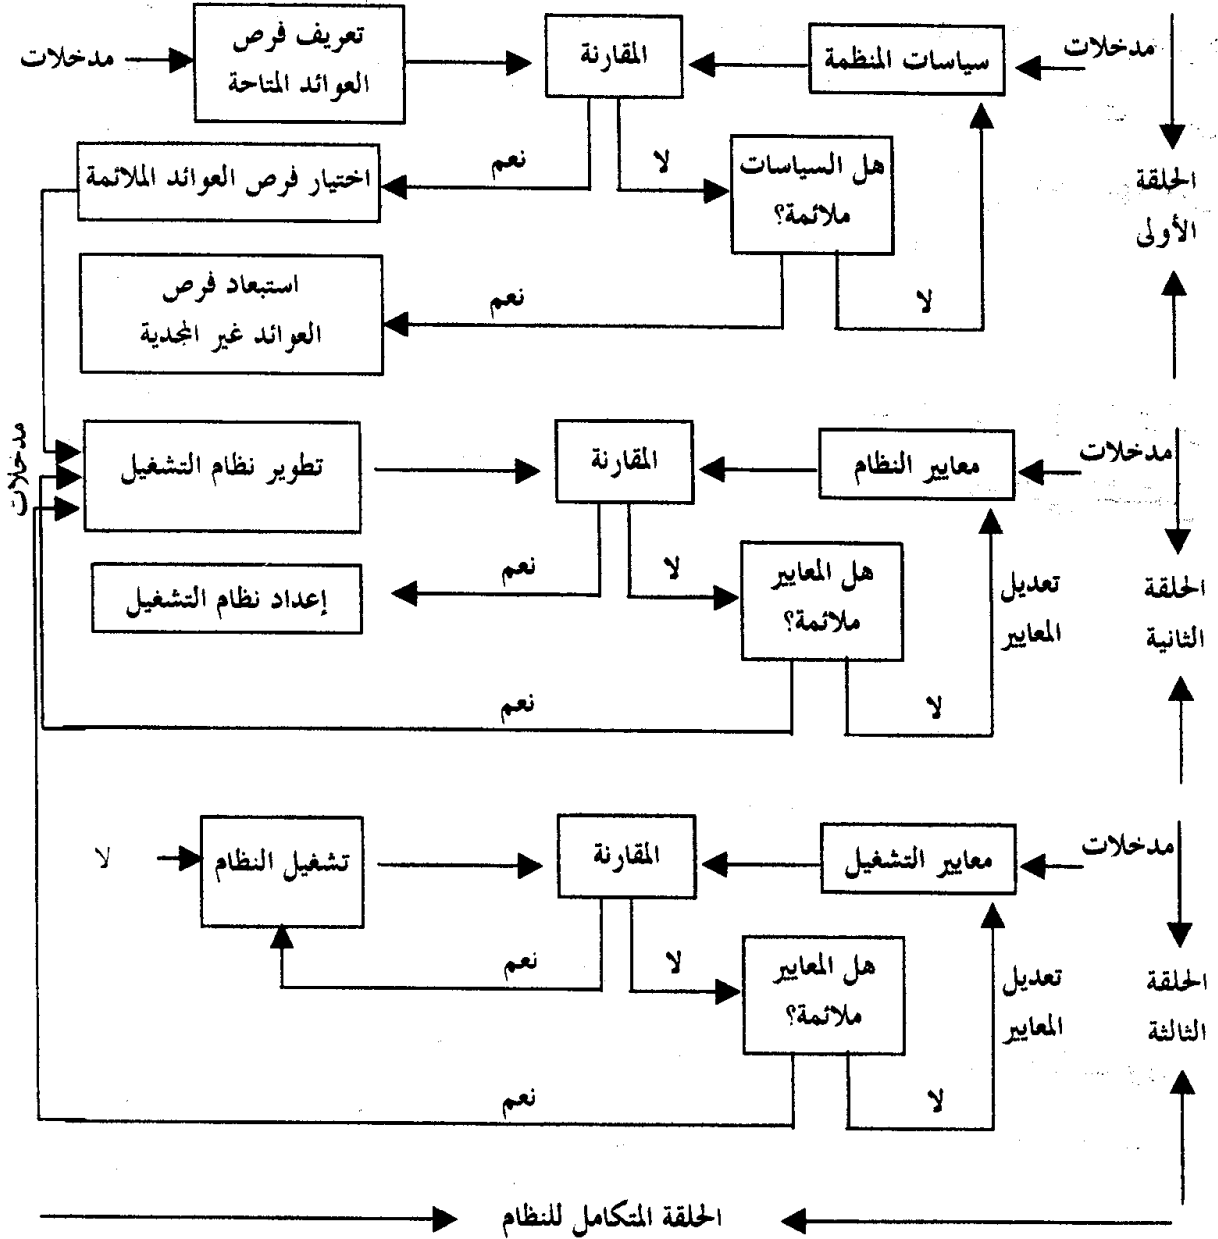 مدخلات
سياسات المنظمة
المقارنة
تعريف فرص
العوائد المتاحة
مدخلات
الحلقة
الأولى
هل السياسات
ملائمة؟
لا
نعم
اختيار فرص العوائد الملائمة
لا
نعم
استبعاد فرص
العوائد غير المجدية
مدخلات
معايير النظام
المقارنة
تطوير نظام التشغيل
مدخلات
الحلقة
الثانية
تعديل
المعايير
هل المعايير
ملائمة؟
لا
نعم
إعداد نظام التشغيل
لا
نعم
مدخلات
معايير التشغيل
المقارنة
تشغيل النظام
لا
الحلقة
الثالثة
تعديل
المعايير
هل المعايير
ملائمة؟
لا
نعم
لا
نعم
الحلقة المتكامل للنظام